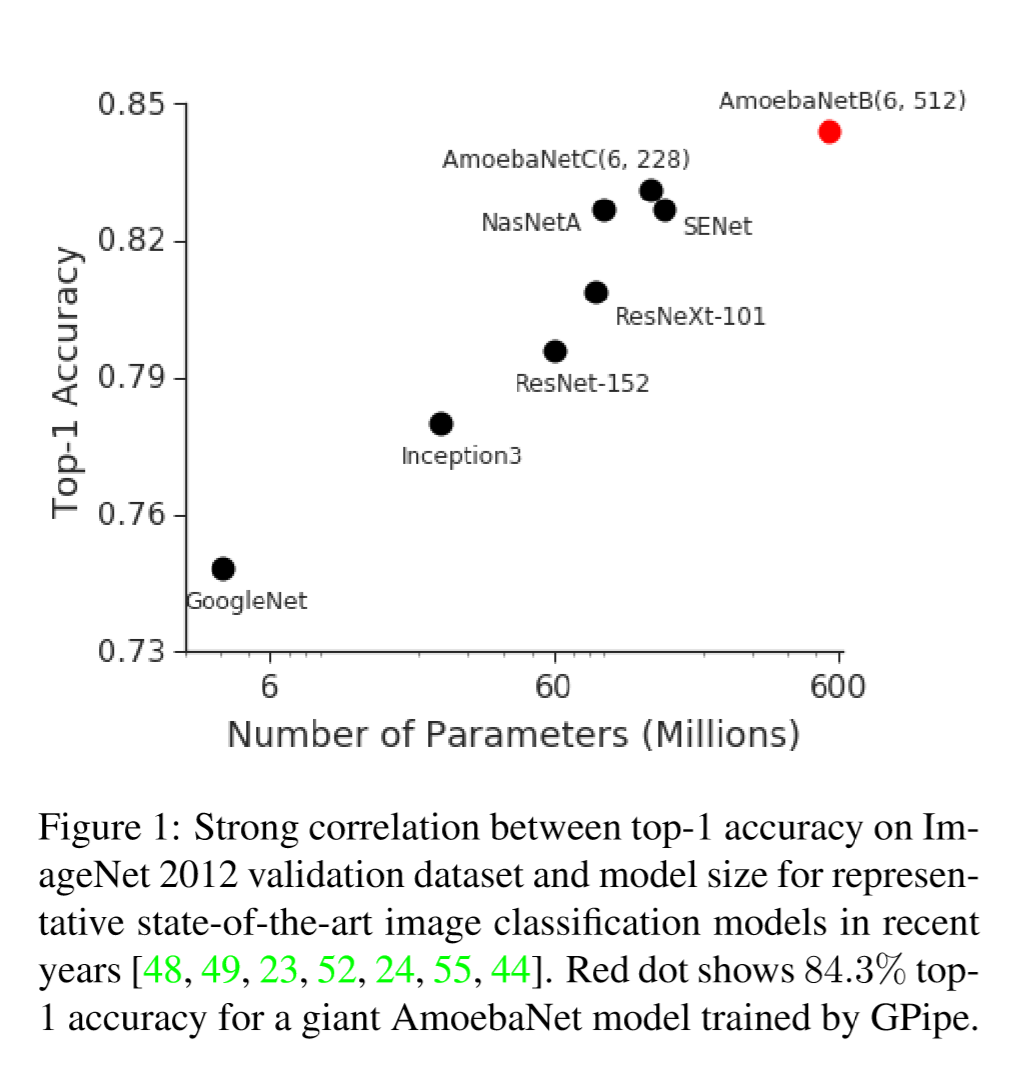 0.85
AmoebaNetB(6, 512)
AmoebaNetC(6, 228)
NasNetA
SENet
0.82
ResNeXt-101
0.79
ResNet-152
Inception3
0.76
GoogleNet
0.73
Top-1 Accuracy
6 60 600
Number of Parameters (Millions)
Figure 1: Strong correlation between top-1 accuracy on Im-
ageNet 2012 validation dataset and model size for represen-
tative state-of-the-art image classification models in recent
years [48, 49, 23, 52, 24, 55, 44]. Red dot shows 84.3% top-
1 accuracy for a giant AmoebaNet model trained by GPipe.